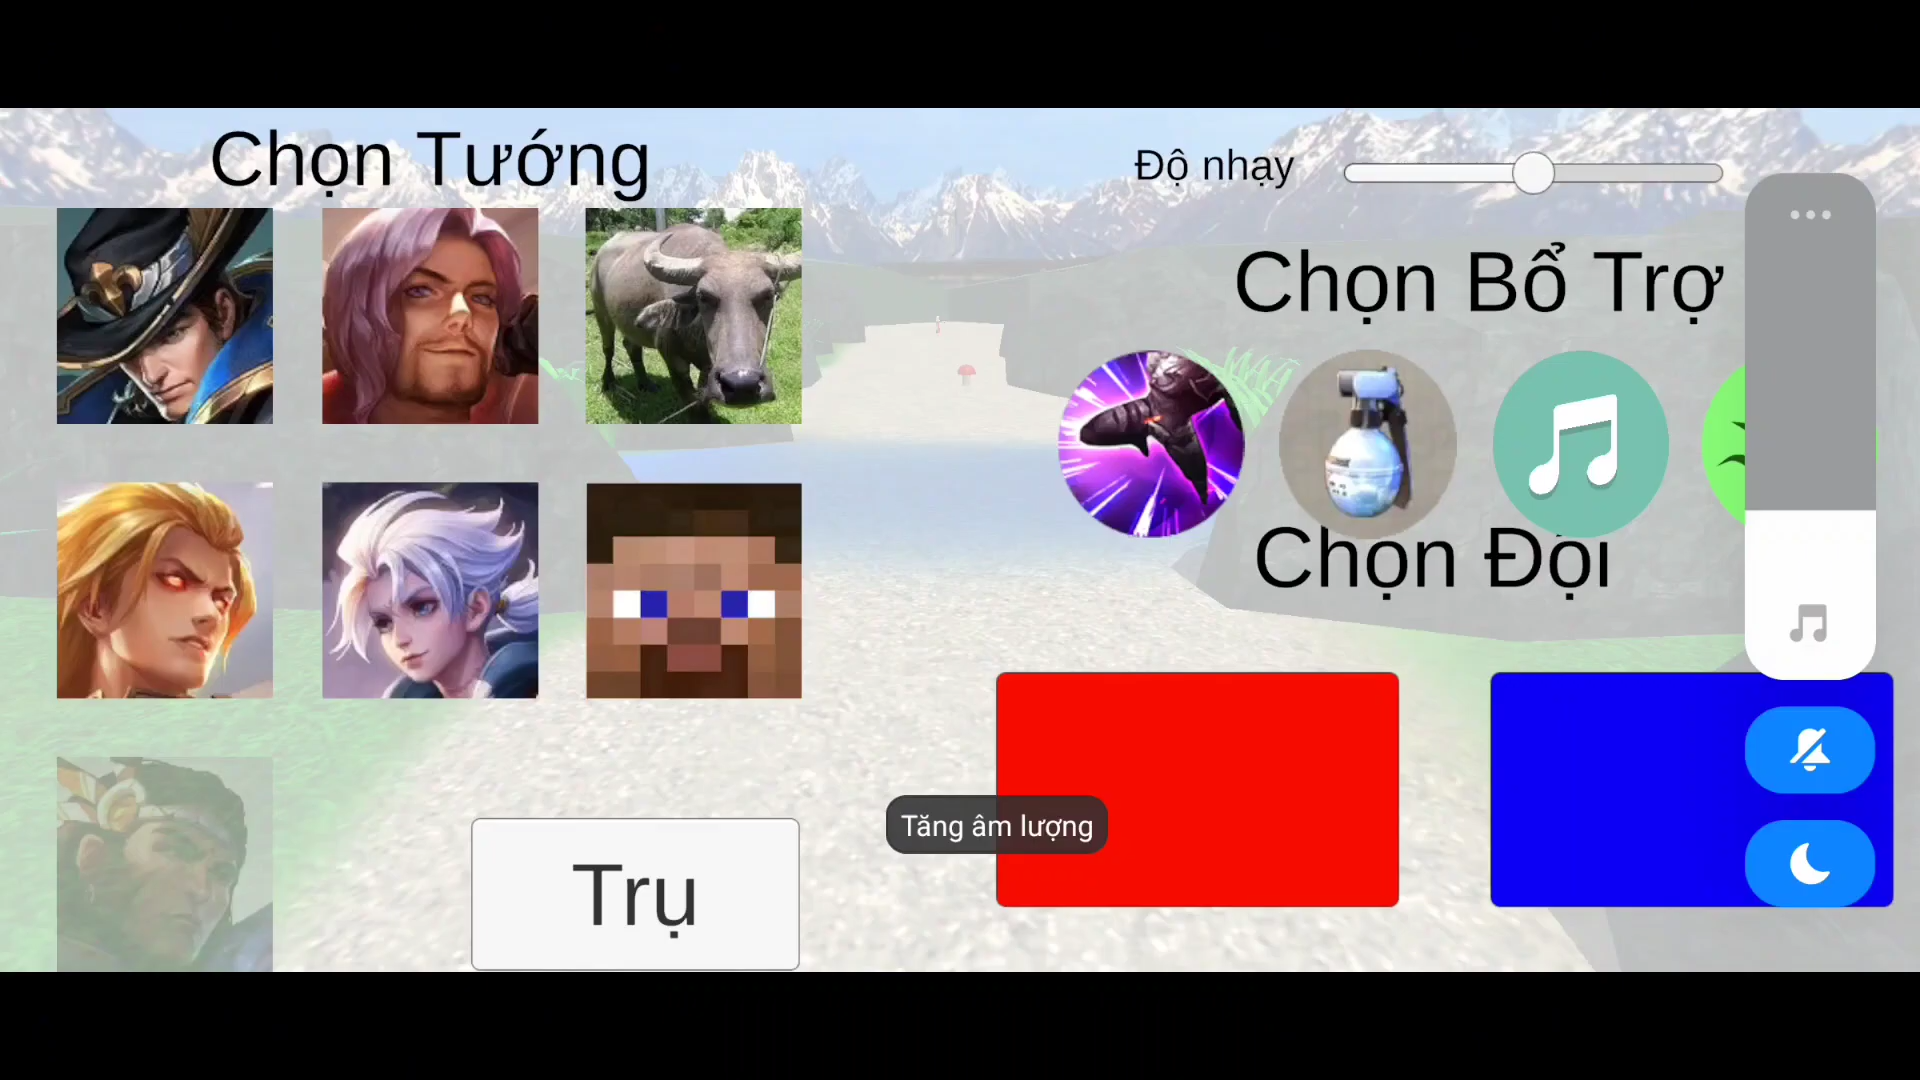 Chọn Tướng
Độ nhạy
Chọn Bổ Trợ
Chọn Đội
Tăng âm lượng
Trụ